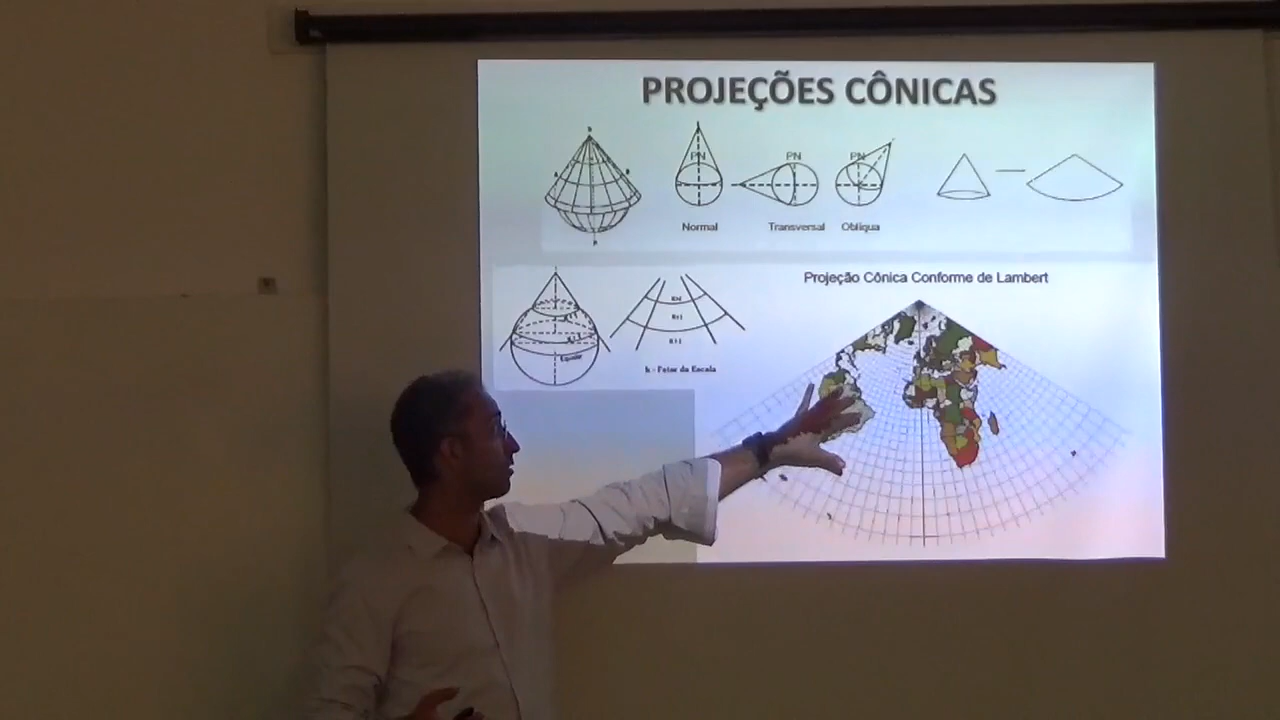 PROJEÇÕES CÔNICAS
PN
PN
PN
Normal
Transversal
Oblíqua
Projeção Cônica Conforme de Lambert
Equador
k - Fator da Escala